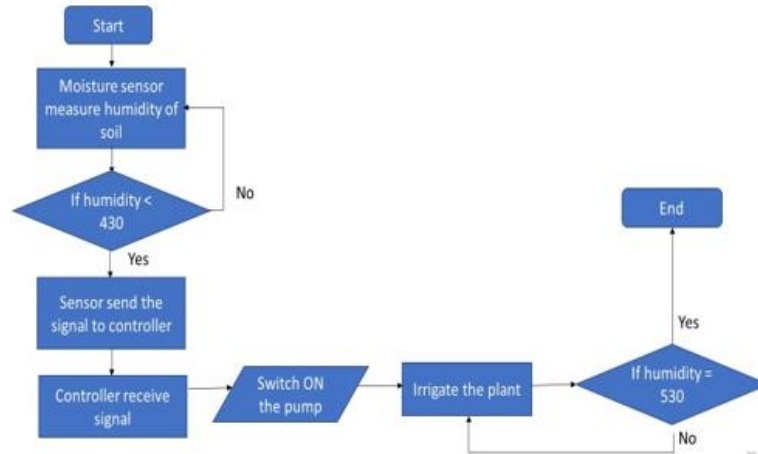 Start
Moisture sensor
measure humidity of
soil
If humidity <
430
No
Yes
Sensor send the
signal to controller
Controller receive
signal
Switch ON
the pump
Irrigate the plant
If humidity =
530
No
Yes
End